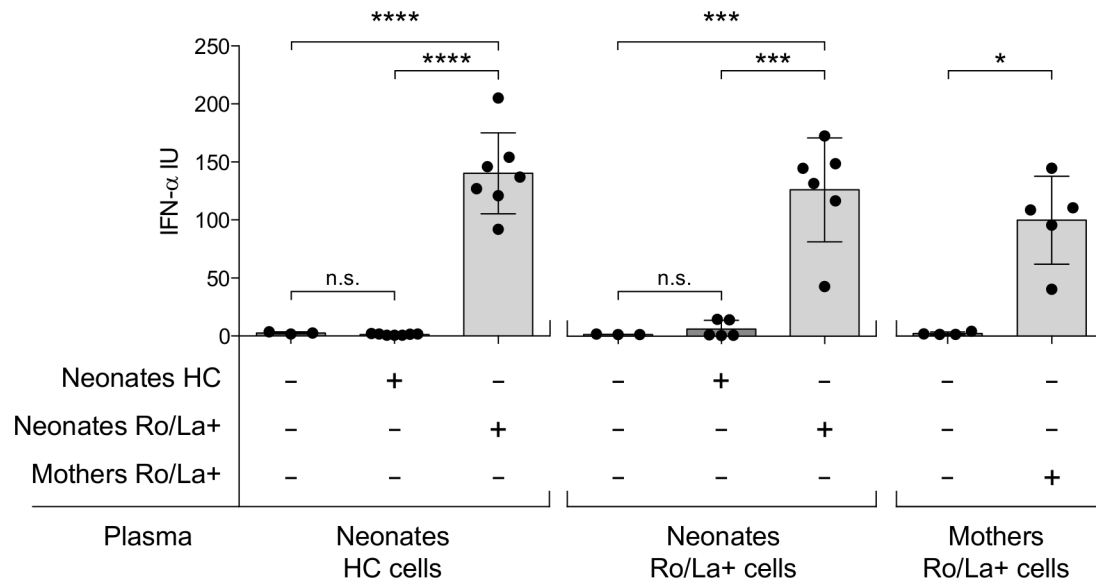 **** ***
**** *** *
250
200
150
100
50
0
IFN-α IU
n.s. n.s.
Neonates HC – + – – + – – –
Neonates Ro/La+ – – + – – + – –
Mothers Ro/La+ – – – – – – – +
Plasma Neonates Neonates Mothers
HC cells Ro/La+ cells Ro/La+ cells